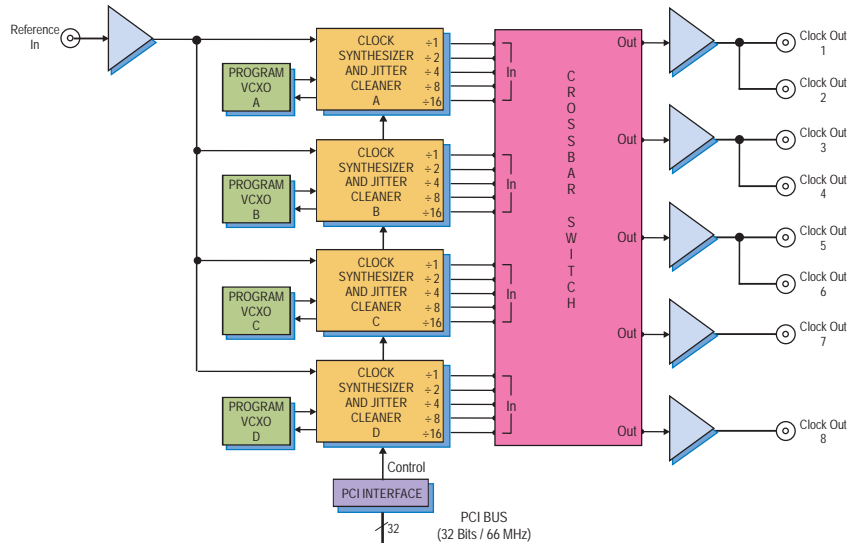 Reference
In
PROGRAM
VCXO
A
CLOCK
SYNTHESIZER
AND JITTER
CLEANER
A
÷1
÷2
÷4
÷8
÷16
In
PROGRAM
VCXO
B
CLOCK
SYNTHESIZER
AND JITTER
CLEANER
B
÷1
÷2
÷4
÷8
÷16
In
PROGRAM
VCXO
C
CLOCK
SYNTHESIZER
AND JITTER
CLEANER
C
÷1
÷2
÷4
÷8
÷16
In
PROGRAM
VCXO
D
CLOCK
SYNTHESIZER
AND JITTER
CLEANER
D
÷1
÷2
÷4
÷8
÷16
In
CROSSBAR SWITCH
Out
Out
Out
Out
Out
Clock Out
1
Clock Out
2
Clock Out
3
Clock Out
4
Clock Out
5
Clock Out
6
Clock Out
7
Clock Out
8
Control
PCI INTERFACE
32
PCI BUS
(32 Bits / 66 MHz)